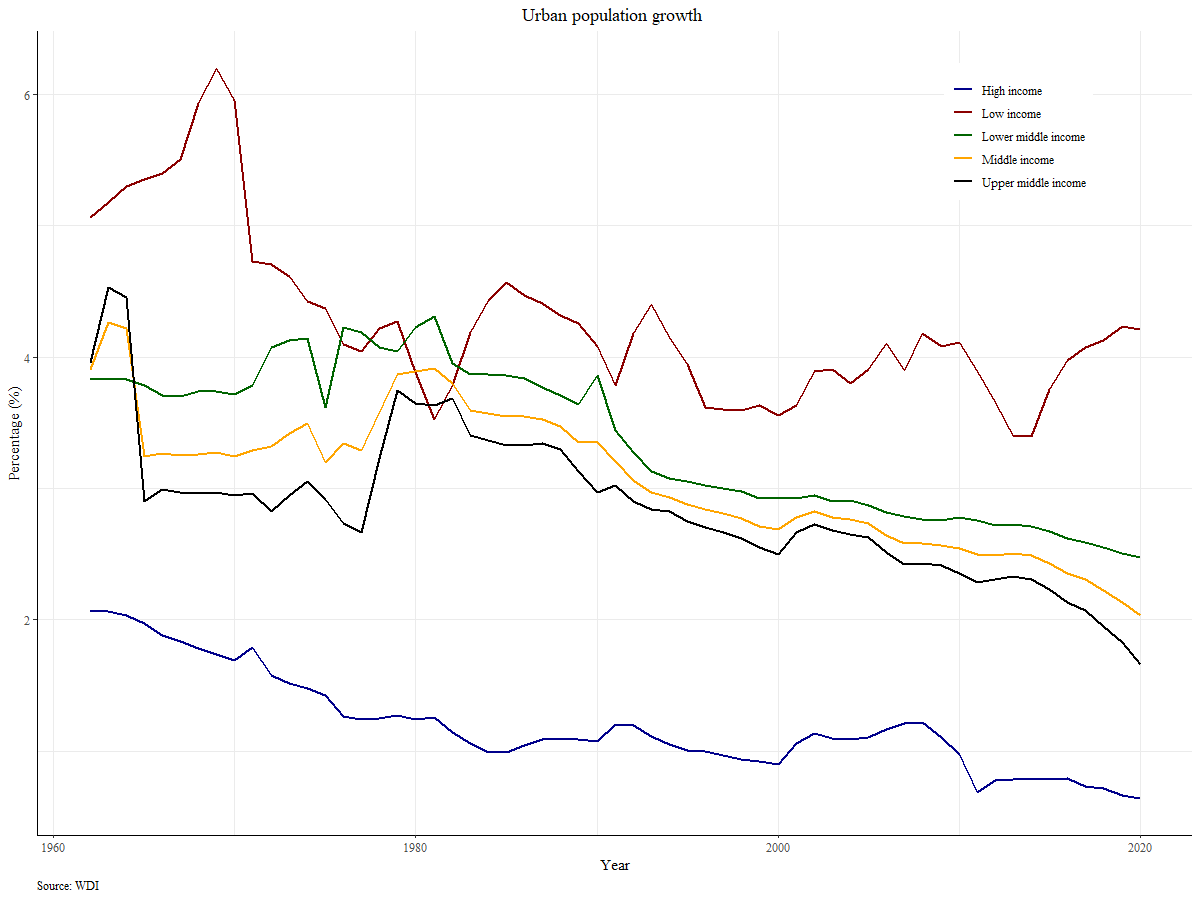 Urban population growth
High income
Low income
Lower middle income
Middle income
Upper middle income
6
4
2
Percentage (%)
1960
1980
2000
2020
Year
Source: WDI